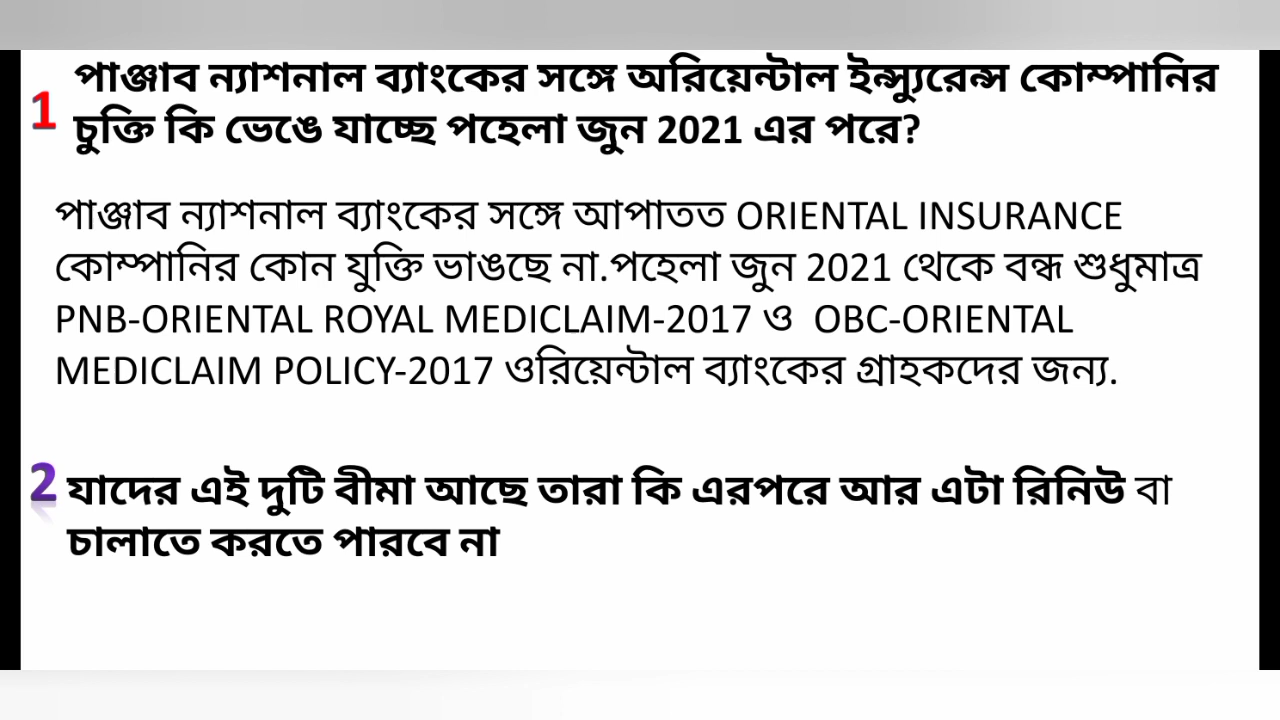 1 পাঞ্জাব ন্যাশনাল ব্যাংকের সঙ্গে অরিয়েন্টাল ইন্স্যুরেন্স কোম্পানির
চুক্তি কি ভেঙে যাচ্ছে পহেলা জুন 2021 এর পরে?
পাঞ্জাব ন্যাশনাল ব্যাংকের সঙ্গে আপাতত ORIENTAL INSURANCE
কোম্পানির কোন যুক্তি ভাঙছে না.পহেলা জুন 2021 থেকে বন্ধ শুধুমাত্র
PNB-ORIENTAL ROYAL MEDICLAIM-2017 ও OBC-ORIENTAL
MEDICLAIM POLICY-2017 ওরিয়েন্টাল ব্যাংকের গ্রাহকদের জন্য.
2 যাদের এই দুটি বীমা আছে তারা কি এরপরে আর এটা রিনিউ বা
চালাতে করতে পারবে না